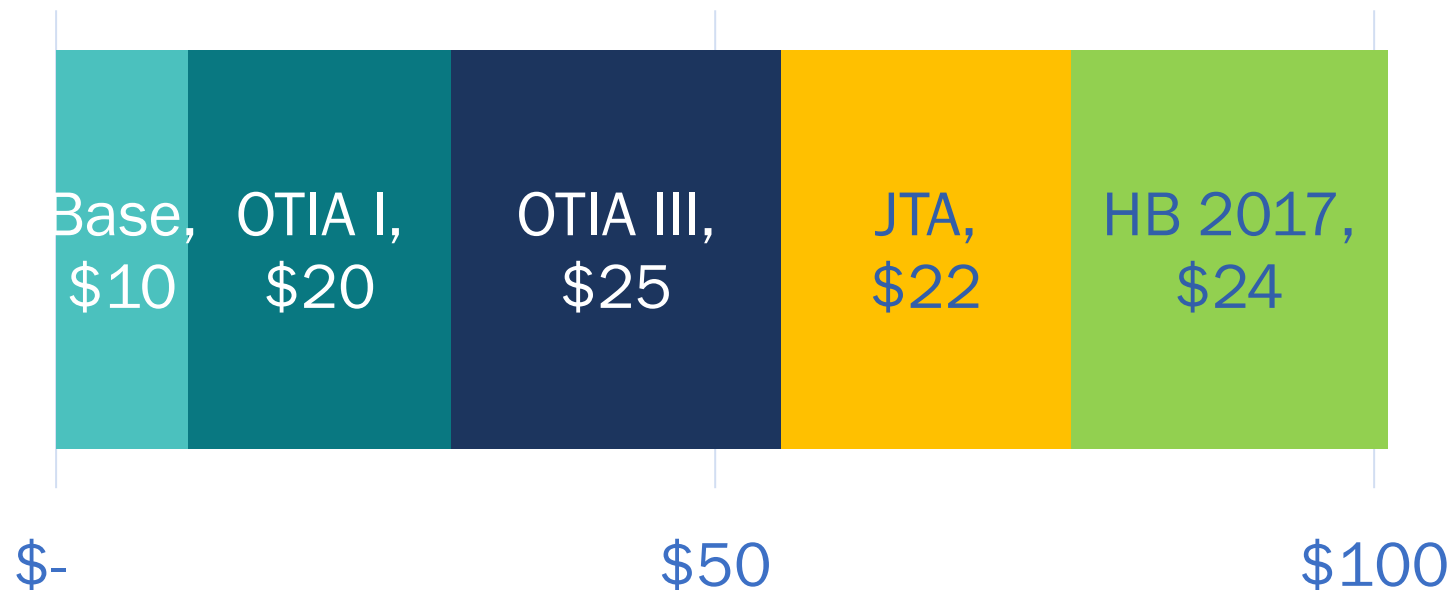 Base,
$10
OTIA I,
$20
OTIA III,
$25
JTA,
$22
HB 2017,
$24
$-
$50
$100